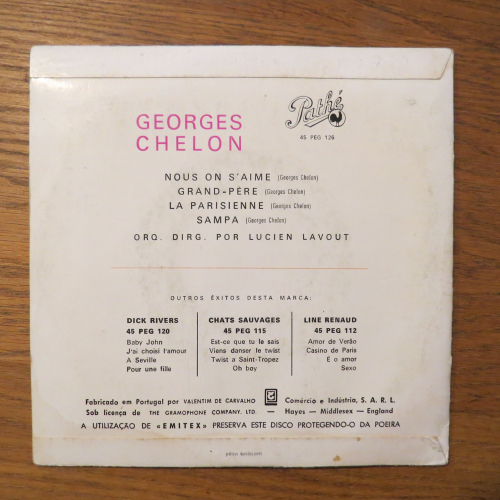 Pathé
45 PEG 126
GEORGES
CHELON
NOUS ON S'AIME (Georges Chelon)
GRAND-PÈRE (Georges Chelon)
LA PARISIENNE (Georges Chelon)
SAMPA (Georges Chelon)
ORQ. DIRG. POR LUCIEN LAVOUT
OUTROS ÊXITOS DESTA MARCA:
DICK RIVERS
45 PEG 120
Baby John
J'ai choisi l'amour
A Seville
Pour une fille
CHATS SAUVAGES
45 PEG 115
Est-ce que tu le sais
Viens danser le twist
Twist a Saint-Tropez
Oh boy
LINE RENAUD
45 PEG 112
Amor de Verão
Casino de Paris
É o amor
Sexo
Fabricado em Portugal por VALENTIM DE CARVALHO Comércio e Indústria, S. A. R. L.
Sob licença de THE GRAMOPHONE COMPANY. LTD. — Hayes — Middlesex — England
A UTILIZAÇÃO DE «EMITEX» PRESERVA ESTE DISCO PROTEGENDO-O DA POEIRA